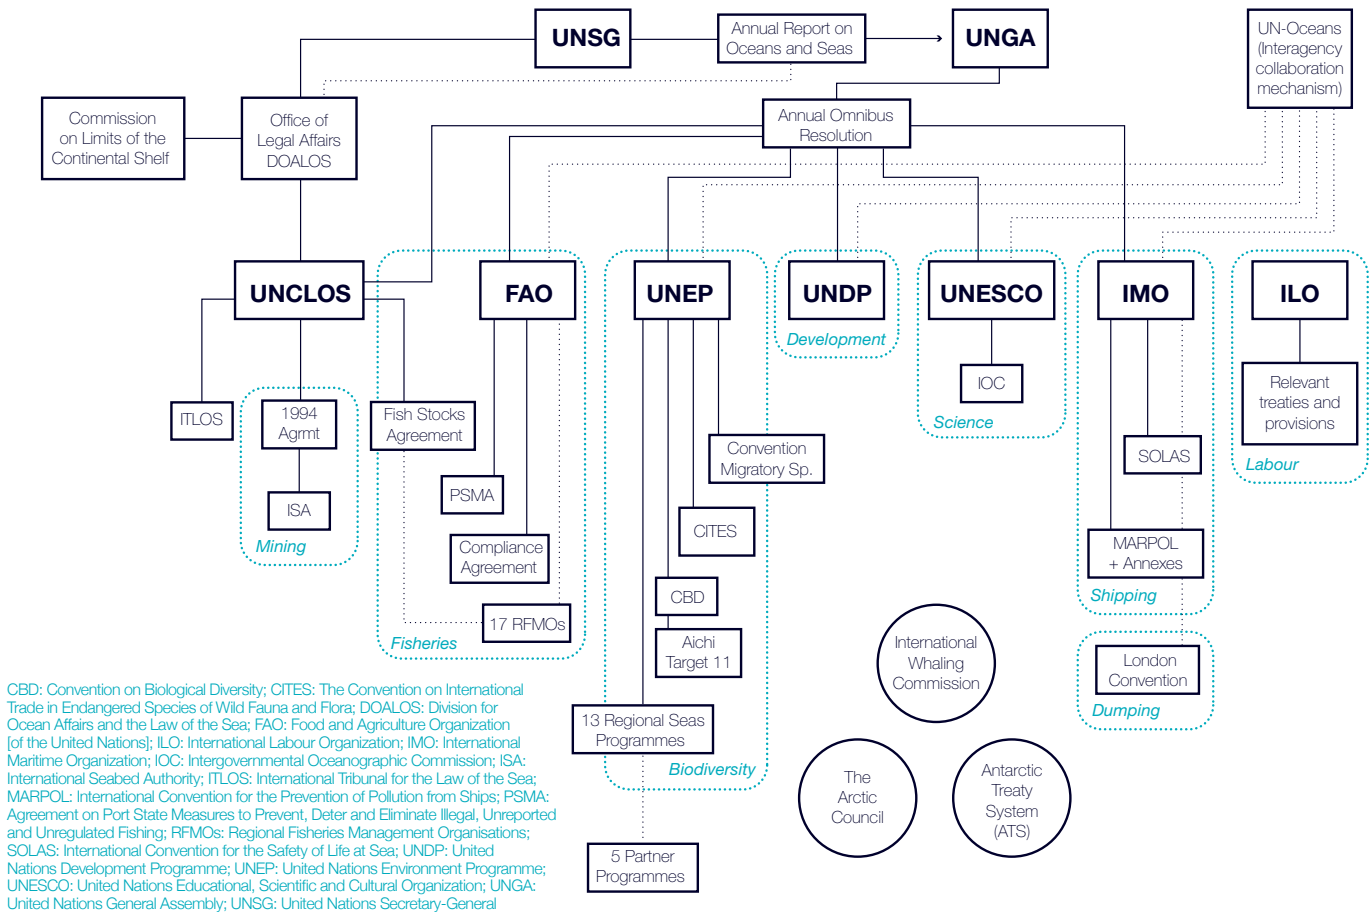 UNSG
Annual Report on
Oceans and Seas
UNGA
UN-Oceans
(Interagency
collaboration
mechanism)
Commission
on Limits of the
Continental Shelf
Office of
Legal Affairs
DOALOS
Annual Omnibus
Resolution
UNCLOS
FAO
UNEP
UNDP
UNESCO
IMO
ILO
Development
ITLOS
1994
Agrmt
Fish Stocks
Agreement
IOC
Science
Relevant
treaties and
provisions
Labour
ISA
Mining
PSMA
Convention
Migratory Sp.
SOLAS
Compliance
Agreement
CITES
MARPOL
+ Annexes
Shipping
17 RFMOs
Fisheries
CBD
Aichi
Target 11
International
Whaling
Commission
London
Convention
Dumping
13 Regional Seas
Programmes
Biodiversity
The
Arctic
Council
Antarctic
Treaty
System
(ATS)
5 Partner
Programmes
CBD: Convention on Biological Diversity; CITES: The Convention on International
Trade in Endangered Species of Wild Fauna and Flora; DOALOS: Division for
Ocean Affairs and the Law of the Sea; FAO: Food and Agriculture Organization
[of the United Nations]; ILO: International Labour Organization; IMO: International
Maritime Organization; IOC: Intergovernmental Oceanographic Commission; ISA:
International Seabed Authority; ITLOS: International Tribunal for the Law of the Sea;
MARPOL: International Convention for the Prevention of Pollution from Ships; PSMA:
Agreement on Port State Measures to Prevent, Deter and Eliminate Illegal, Unreported
and Unregulated Fishing; RFMOs: Regional Fisheries Management Organisations;
SOLAS: International Convention for the Safety of Life at Sea; UNDP: United
Nations Development Programme; UNEP: United Nations Environment Programme;
UNESCO: United Nations Educational, Scientific and Cultural Organization; UNGA:
United Nations General Assembly; UNSG: United Nations Secretary-General